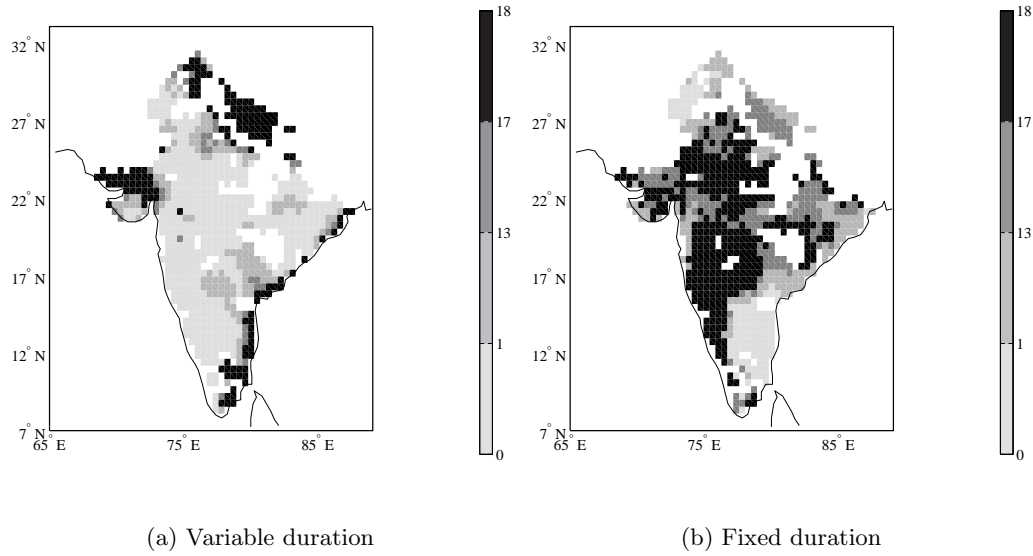 32° N
27° N
22° N
17° N
12° N
7° N
65° E
75° E
85° E
18
17
13
1
0
(a) Variable duration
32° N
27° N
22° N
17° N
12° N
7° N
65° E
75° E
85° E
18
17
13
1
0
(b) Fixed duration